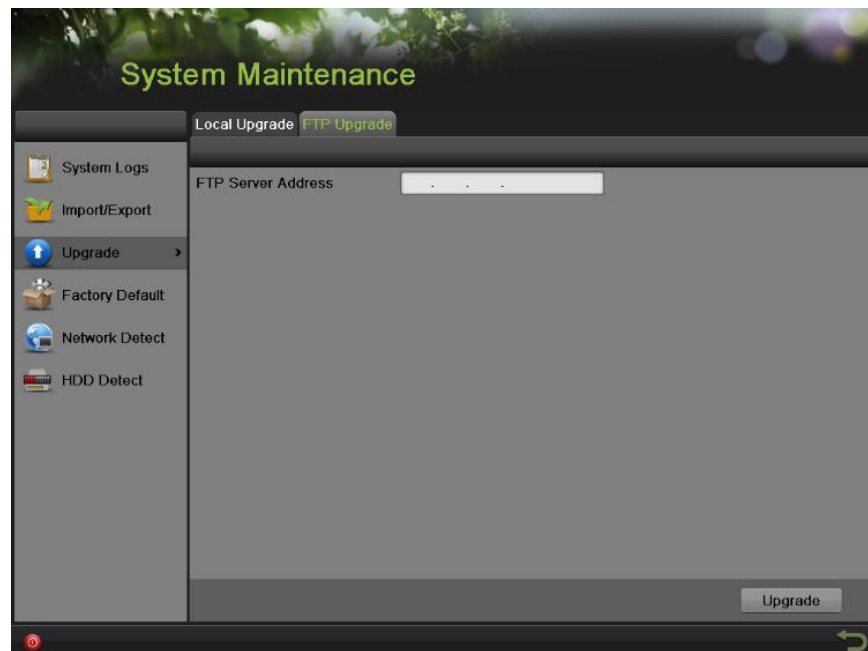 System Maintenance
Local Upgrade FTP Upgrade
System Logs
FTP Server Address . . .
Import/Export
Upgrade >
Factory Default
Network Detect
HDD Detect
Upgrade